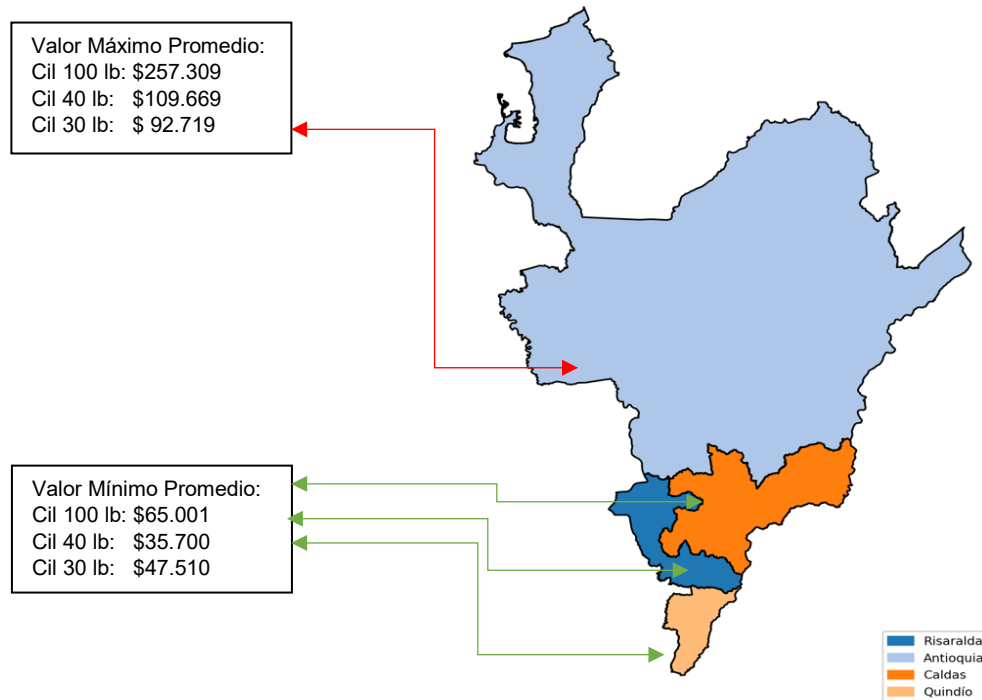 Valor Máximo Promedio:
Cil 100 lb: $257.309
Cil 40 lb: $109.669
Cil 30 lb: $ 92.719
Valor Mínimo Promedio:
Cil 100 lb: $65.001
Cil 40 lb: $35.700
Cil 30 lb: $47.510
Risaralda
Antioquia
Caldas
Quindío